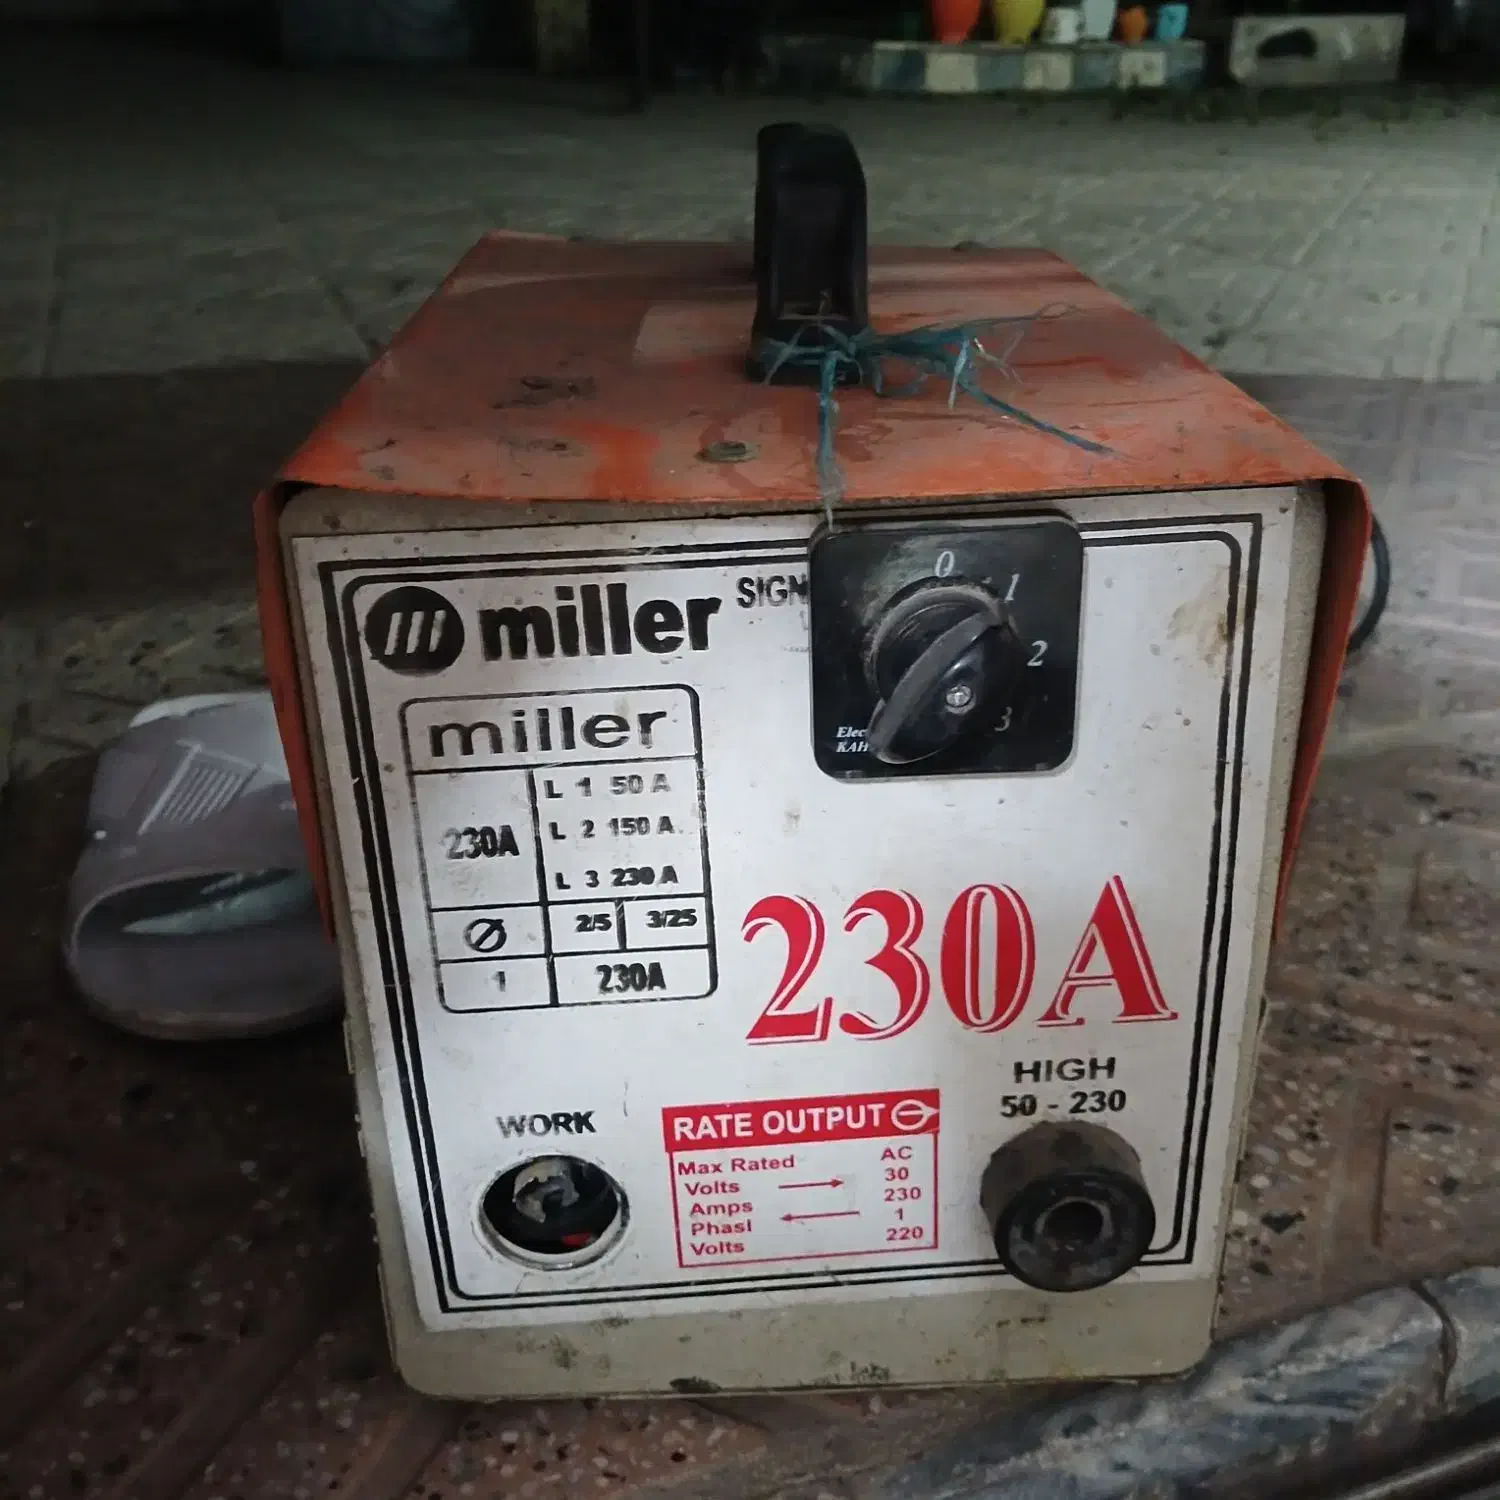 miller
SIGN
0
1
2
3
miller
230A
L 1 50 A
L 2 150 A
L 3 230 A
Ø 2/5 3/25
1 230A
230A
HIGH
50 - 230
WORK
RATE OUTPUT
Max Rated AC
Volts 30
Amps 230
Phasl 1
Volts 220